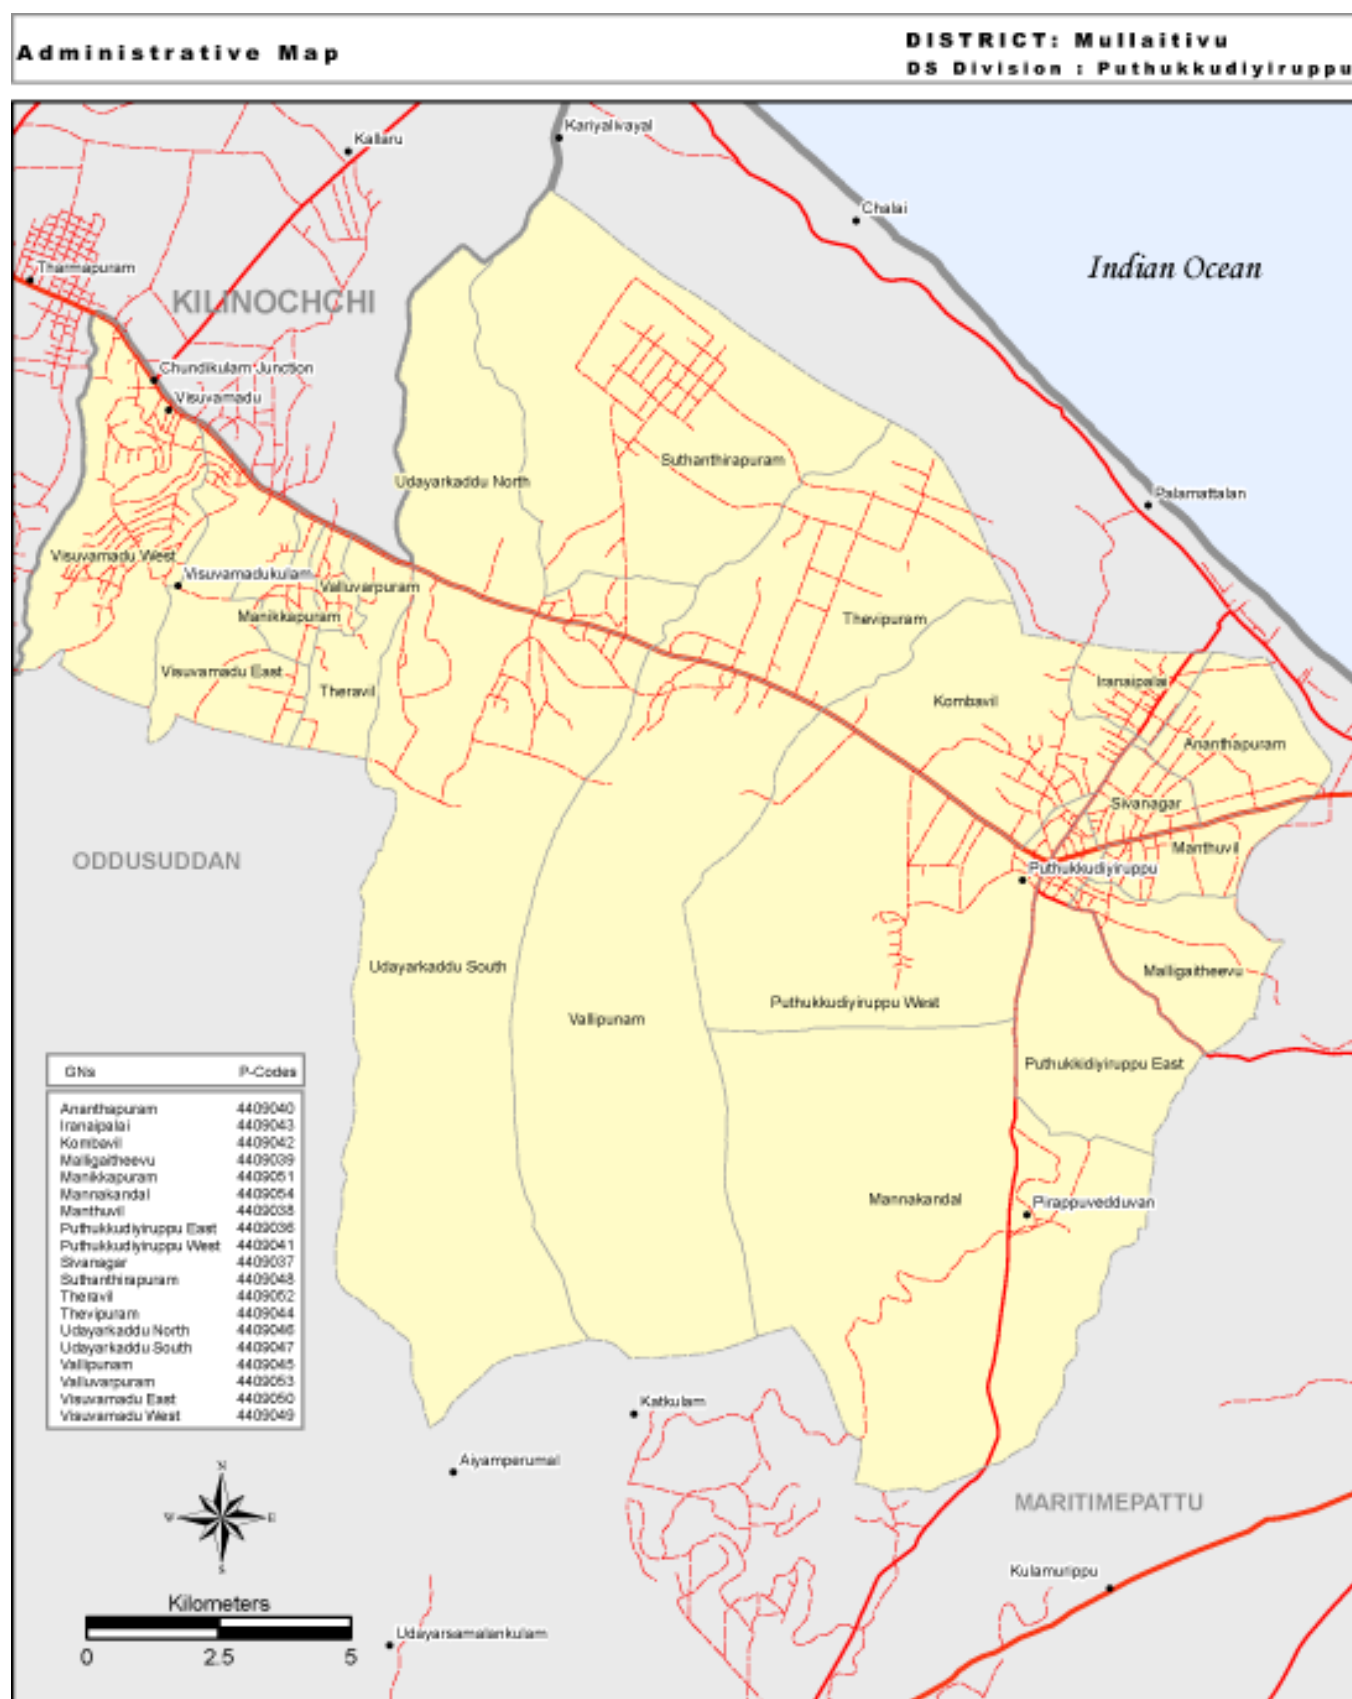 Administrative Map
DISTRICT: Mullaitivu
DS Division : Puthukkudiyiruppu
Kariyalivayal
Kallaru
Chalai
Indian Ocean
Tharmapuram
KILINOCHCHI
Chundikulam Junction
Visuvamadu
Suthanthirapuram
Udayarkaddu North
Palamattalan
Visuvamadu West
Visuvamadukulam
Valluvarpuram
Manikkapuram
Thevipuram
Visuvamadu East
Theravil
Iranaipalai
Kombavil
Ananthapuram
Sivanagar
Manthuvil
ODDUSUDDAN
Puthukkudiyiruppu
Udayarkaddu South
Malligaitheevu
Puthukkudiyiruppu West
Vallipunam
Puthukkidiyiruppu East
Mannakandal
Pirappuvedduvan
GNs P-Codes
Ananthapuram 4409040
Iranaipalai 4409043
Kombavil 4409042
Malligaitheevu 4409039
Manikkapuram 4409051
Mannakandal 4409054
Manthuvil 4409038
Puthukkudiyiruppu East 4409036
Puthukkudiyiruppu West 4409041
Sivanagar 4409037
Suthanthirapuram 4409048
Theravil 4409052
Thevipuram 4409044
Udayarkaddu North 4409046
Udayarkaddu South 4409047
Vallipunam 4409045
Valluvarpuram 4409053
Visuvamadu East 4409050
Visuvamadu West 4409049
Katkulam
Aiyamperumal
MARITIMEPATTU
N
W E
S
Kulamurippu
Kilometers
0 2.5 5
Udayarsamalankulam